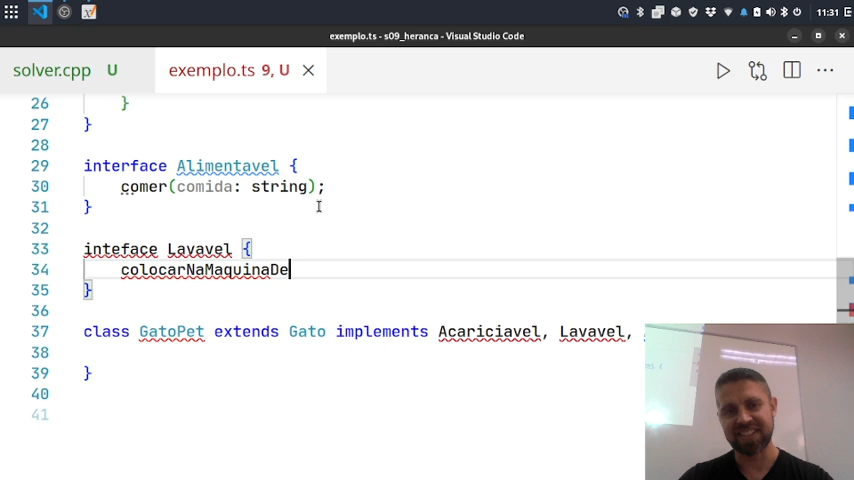 11:31
exemplo.ts - s09_heranca - Visual Studio Code
solver.cpp U exemplo.ts 9, U
26 }
27 }
28
29 interface Alimentavel {
30 comer(comida: string);
31 }
32
33 inteface Lavavel {
34 colocarNaMaquinaDe
35 }
36
37 class GatoPet extends Gato implements Acariciavel, Lavavel,
38
39 }
40
41